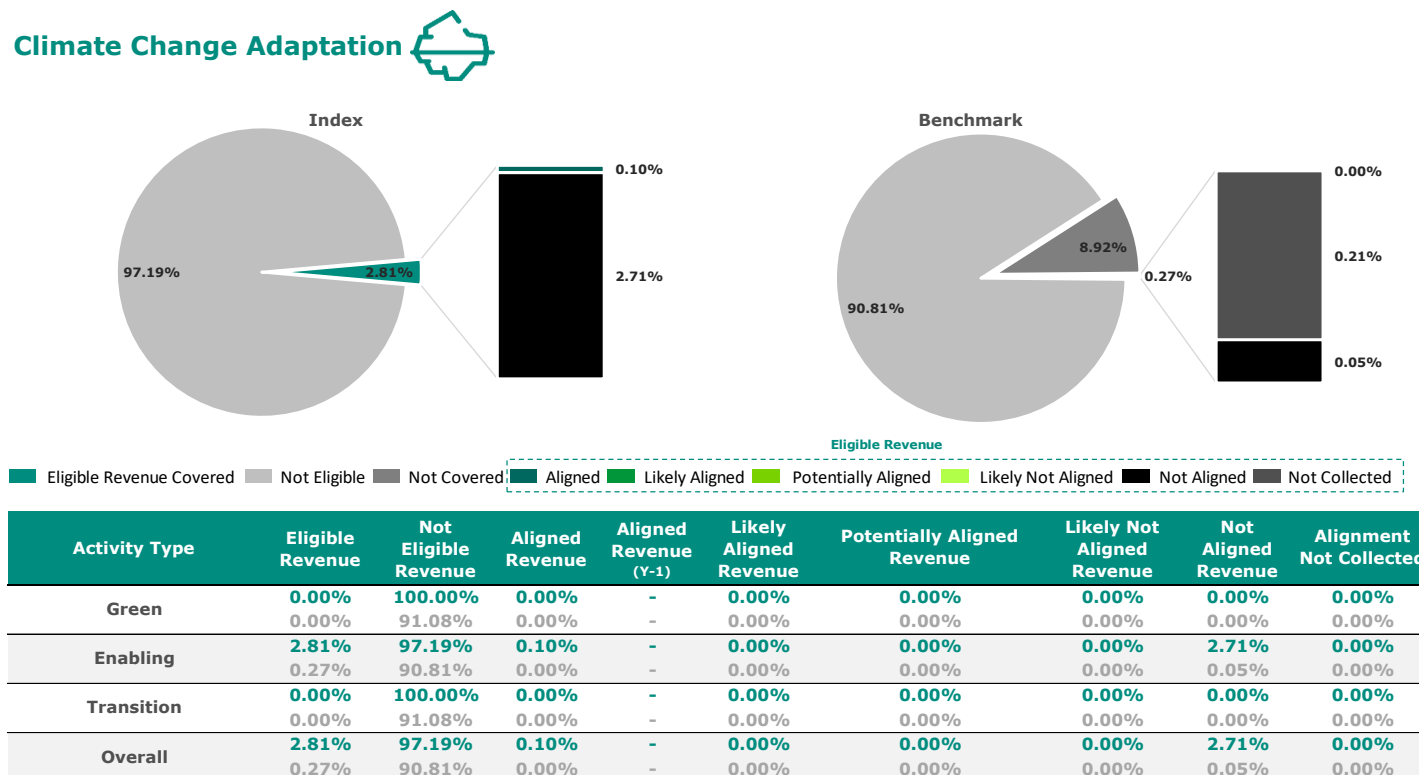 Climate Change Adaptation
Index
Benchmark
97.19%
2.81%
0.10%
2.71%
90.81%
8.92%
0.27%
0.00%
0.21%
0.05%
Eligible Revenue
Eligible Revenue Covered Not Eligible Not Covered Aligned Likely Aligned Potentially Aligned Likely Not Aligned Not Aligned Not Collected
Activity Type
Eligible
Revenue
Not
Eligible
Revenue
Aligned
Revenue
Aligned
Revenue
(Y-1)
Likely
Aligned
Revenue
Potentially Aligned
Revenue
Likely Not
Aligned
Revenue
Not
Aligned
Revenue
Alignment
Not Collected
Green
0.00% 100.00% 0.00% - 0.00% 0.00% 0.00% 0.00% 0.00%
0.00% 91.08% 0.00% - 0.00% 0.00% 0.00% 0.00% 0.00%
Enabling
2.81% 97.19% 0.10% - 0.00% 0.00% 0.00% 2.71% 0.00%
0.27% 90.81% 0.00% - 0.00% 0.00% 0.00% 0.05% 0.00%
Transition
0.00% 100.00% 0.00% - 0.00% 0.00% 0.00% 0.00% 0.00%
0.00% 91.08% 0.00% - 0.00% 0.00% 0.00% 0.00% 0.00%
Overall
2.81% 97.19% 0.10% - 0.00% 0.00% 0.00% 2.71% 0.00%
0.27% 90.81% 0.00% - 0.00% 0.00% 0.00% 0.05% 0.00%